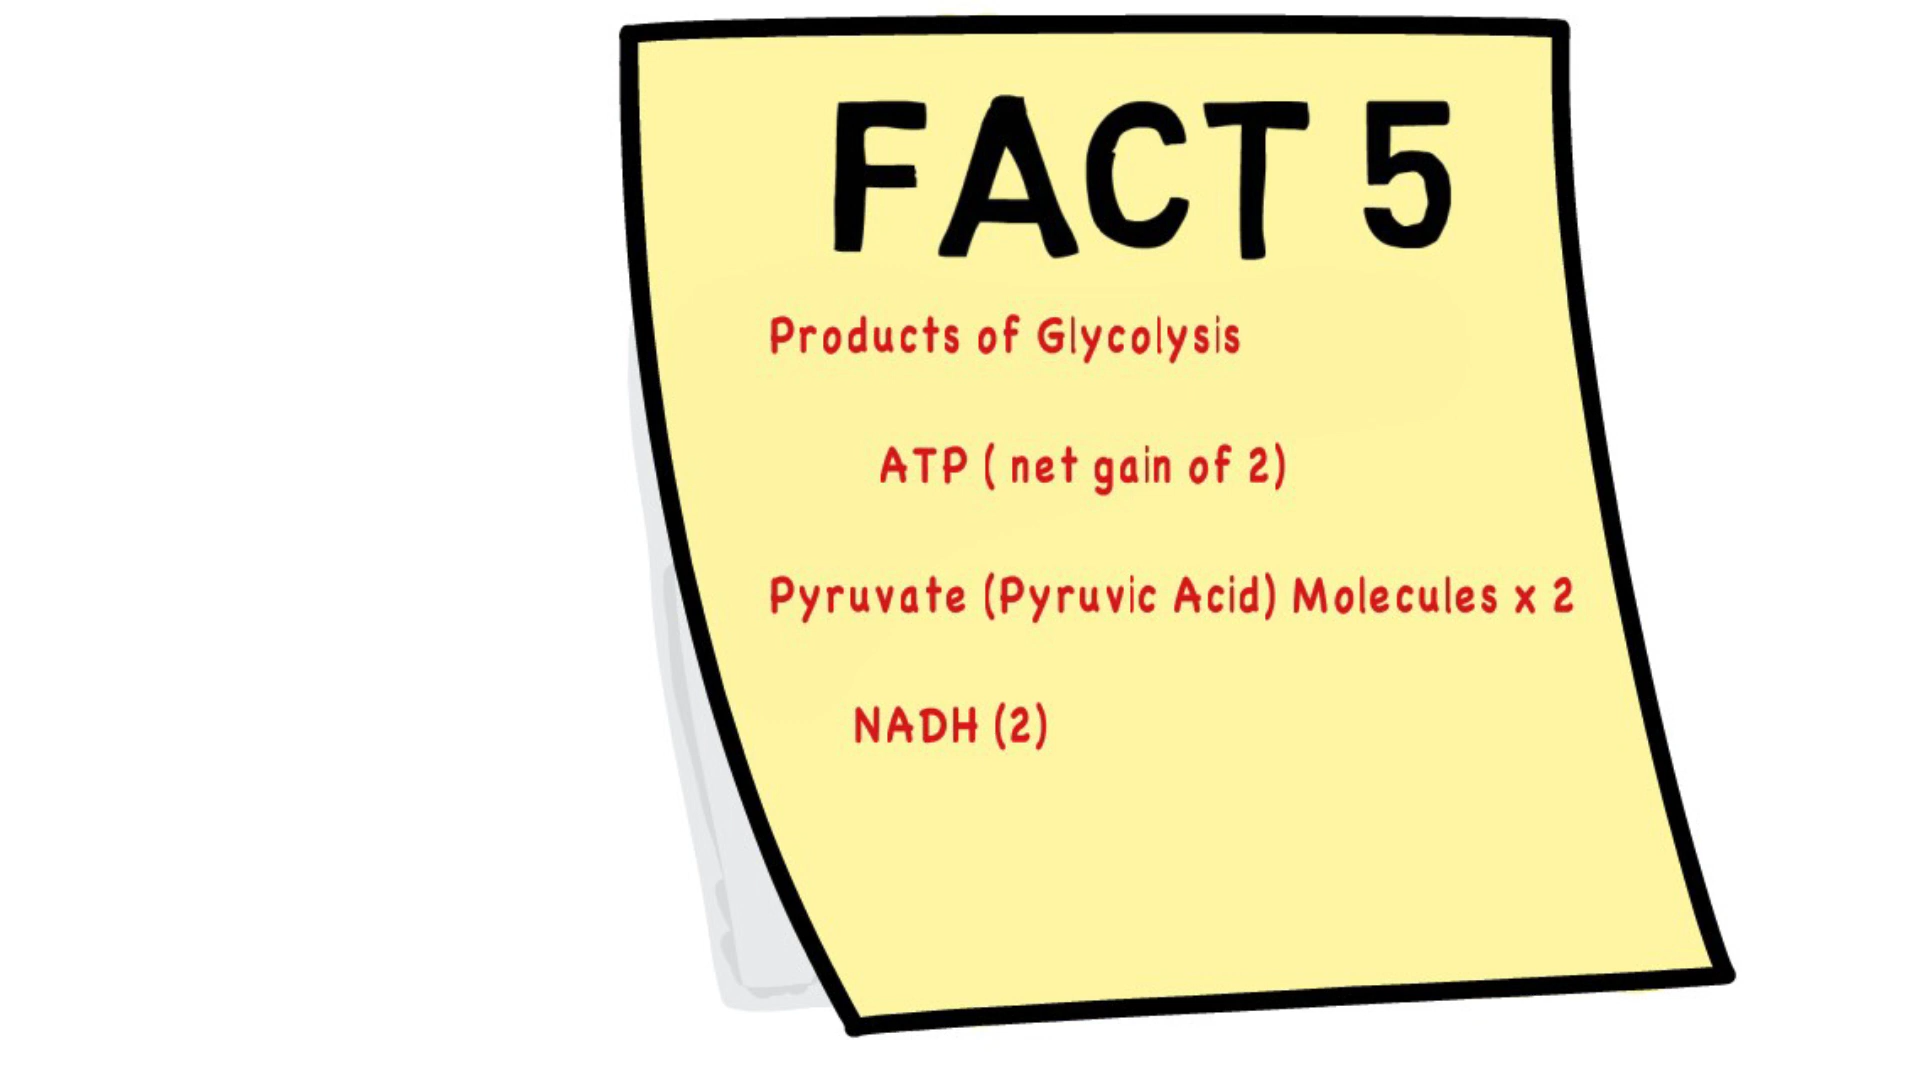 FACT 5
Products of Glycolysis
ATP ( net gain of 2)
Pyruvate (Pyruvic Acid) Molecules x 2
NADH (2)